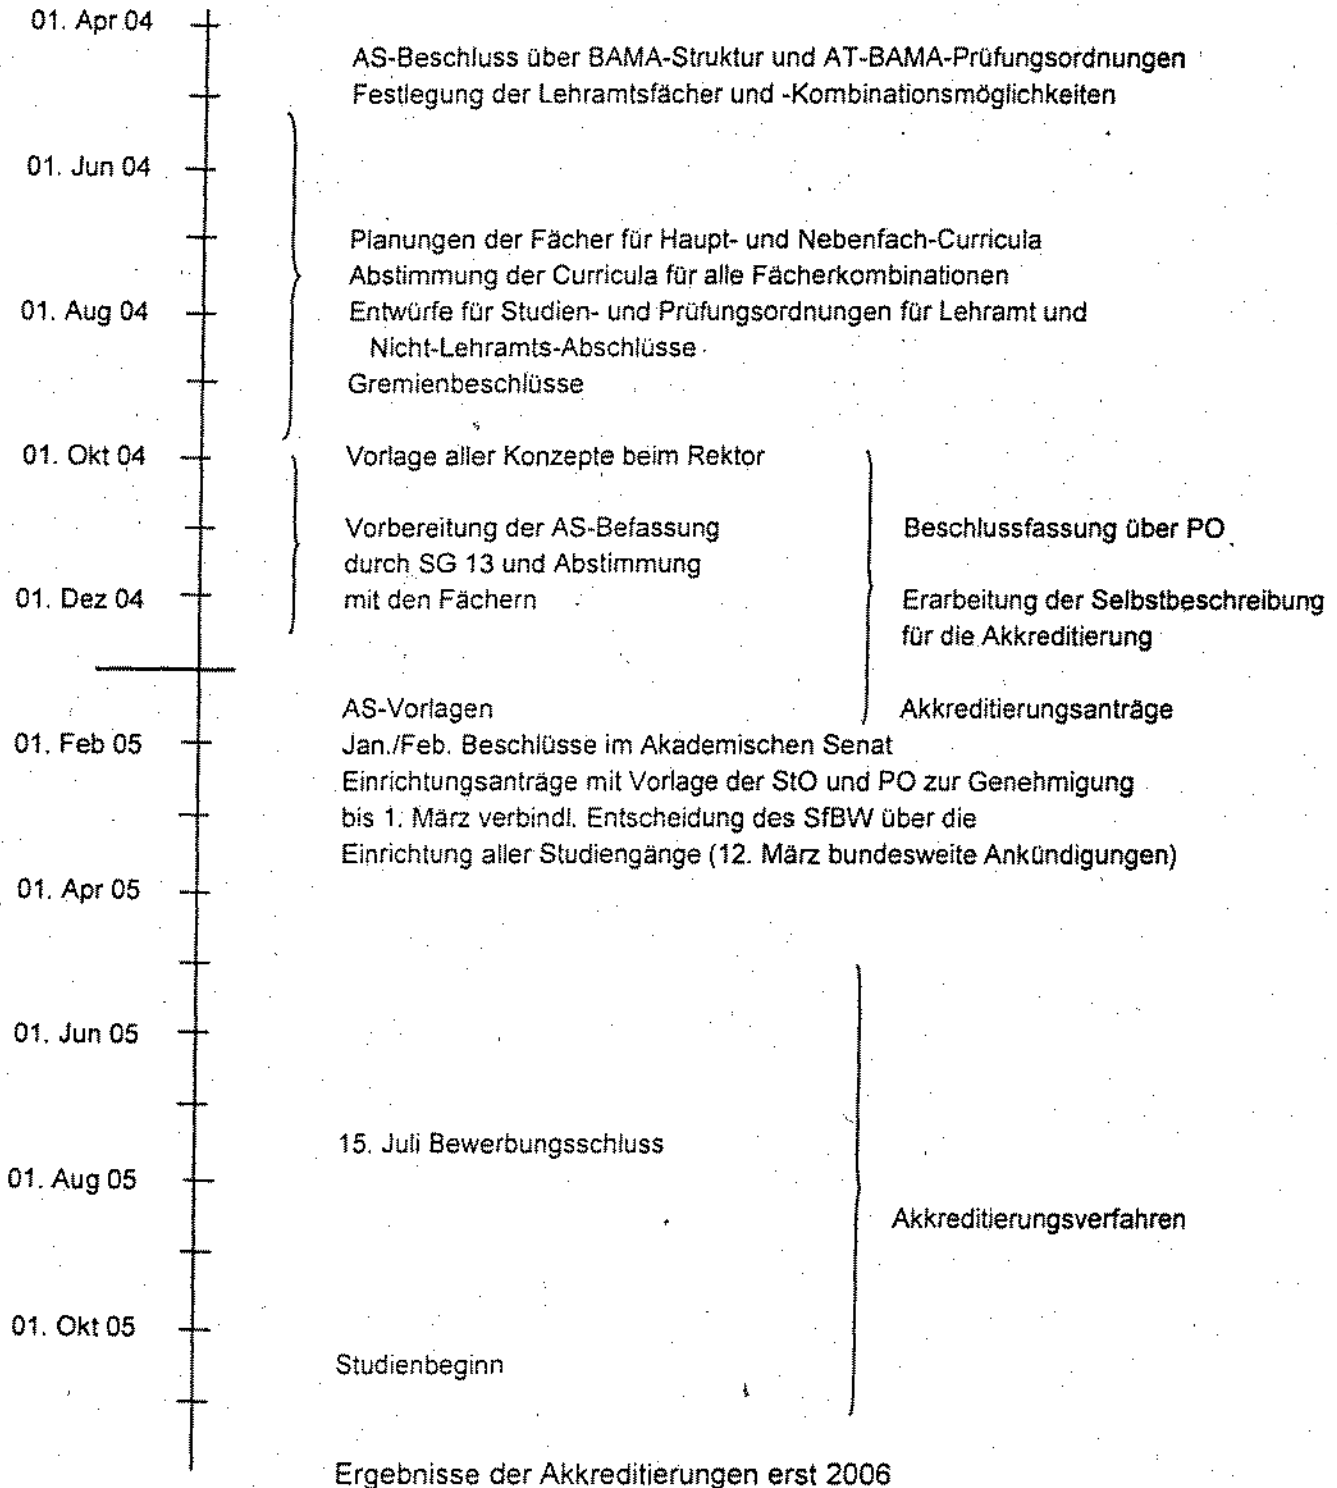 01. Apr 04
AS-Beschluss über BAMA-Struktur und AT-BAMA-Prüfungsordnungen
Festlegung der Lehramtsfächer und -Kombinationsmöglichkeiten
01. Jun 04
Planungen der Fächer für Haupt- und Nebenfach-Curricula
Abstimmung der Curricula für alle Fächerkombinationen
01. Aug 04 Entwürfe für Studien- und Prüfungsordnungen für Lehramt und
Nicht-Lehramts-Abschlüsse
Gremienbeschlüsse
01. Okt 04 Vorlage aller Konzepte beim Rektor
Vorbereitung der AS-Befassung Beschlussfassung über PO
durch SG 13 und Abstimmung
01. Dez 04 mit den Fächern Erarbeitung der Selbstbeschreibung
für die Akkreditierung
AS-Vorlagen Akkreditierungsanträge
01. Feb 05 Jan./Feb. Beschlüsse im Akademischen Senat
Einrichtungsanträge mit Vorlage der StO und PO zur Genehmigung
bis 1. März verbindl. Entscheidung des SfBW über die
Einrichtung aller Studiengänge (12. März bundesweite Ankündigungen)
01. Apr 05
01. Jun 05
15. Juli Bewerbungsschluss
01. Aug 05
Akkreditierungsverfahren
01. Okt 05
Studienbeginn
Ergebnisse der Akkreditierungen erst 2006